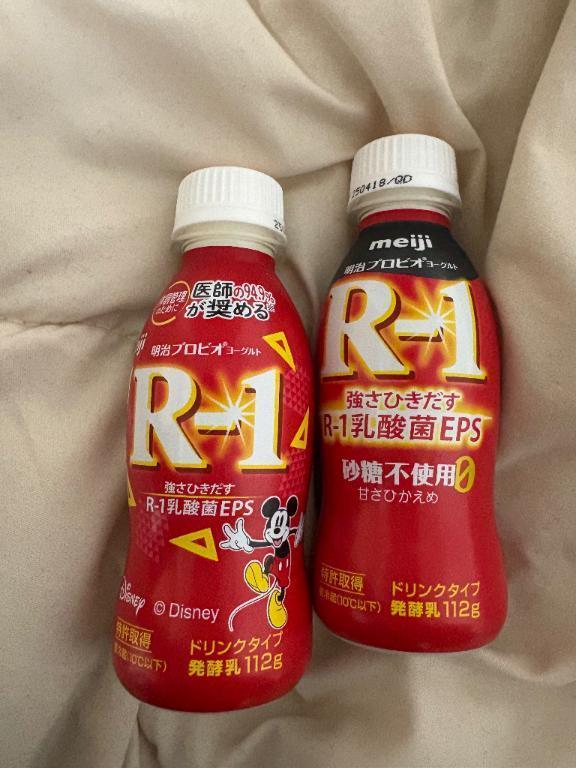 医師の94.9%
が奨める
明治プロビオヨーグルト
R-1
強さひきだす
R-1乳酸菌EPS
Disney
© Disney
特許取得
ドリンクタイプ
発酵乳112g
250418/QD
meiji
明治プロビオヨーグルト
R-1
強さひきだす
R-1乳酸菌EPS
砂糖不使用0
甘さひかえめ
特許取得
(10℃以下)
ドリンクタイプ
発酵乳112g